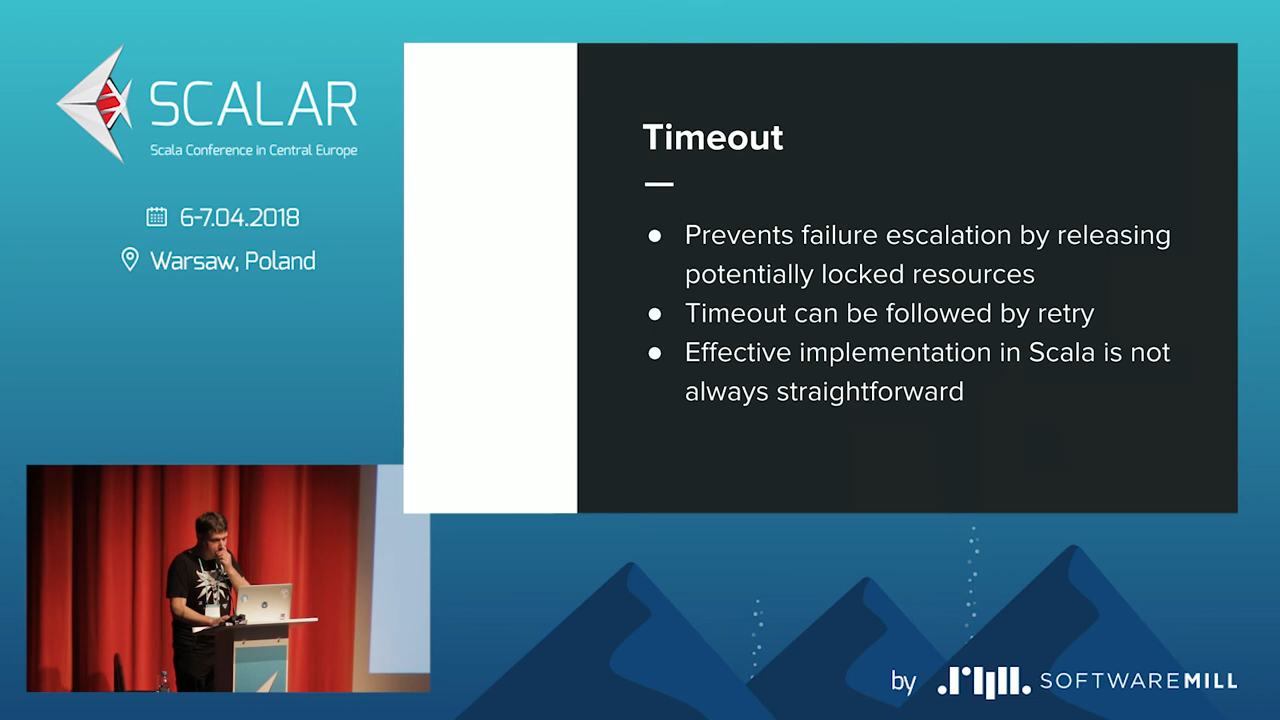 SCALAR
Scala Conference in Central Europe
6-7.04.2018
Warsaw, Poland
Timeout
● Prevents failure escalation by releasing
potentially locked resources
● Timeout can be followed by retry
● Effective implementation in Scala is not
always straightforward
by SOFTWAREMILL